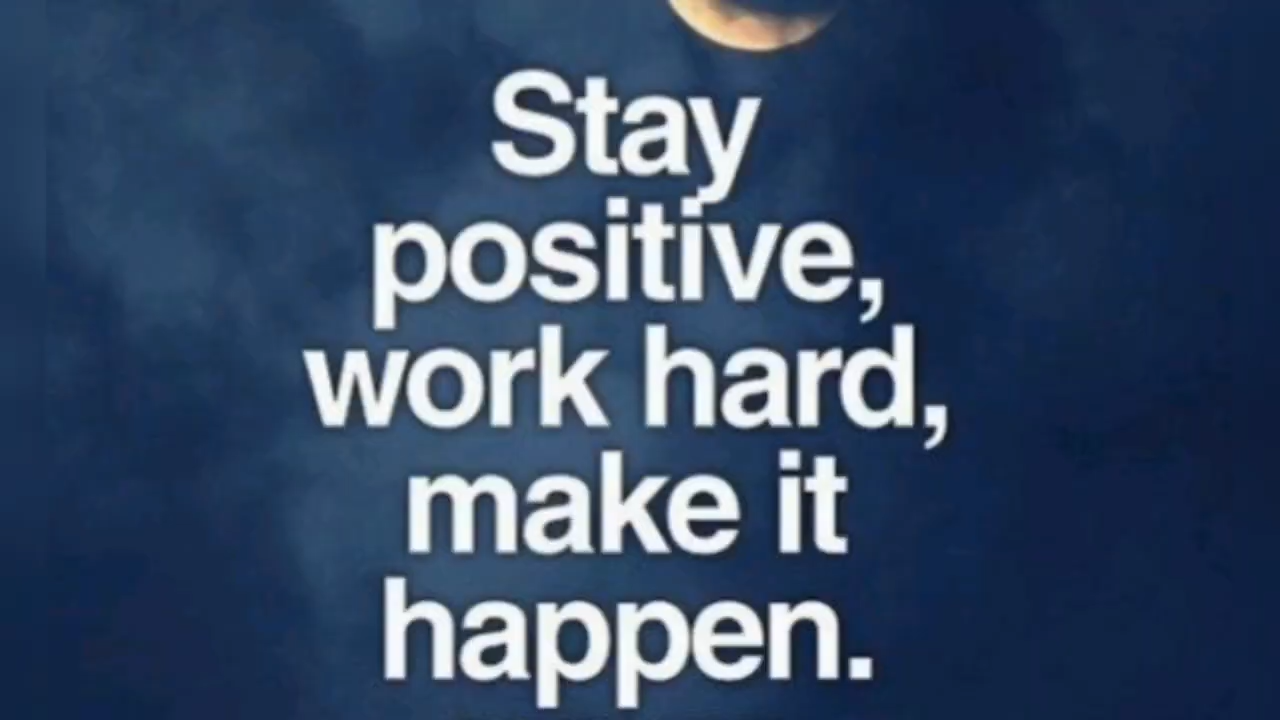 Stay
positive,
work hard,
make it
happen.